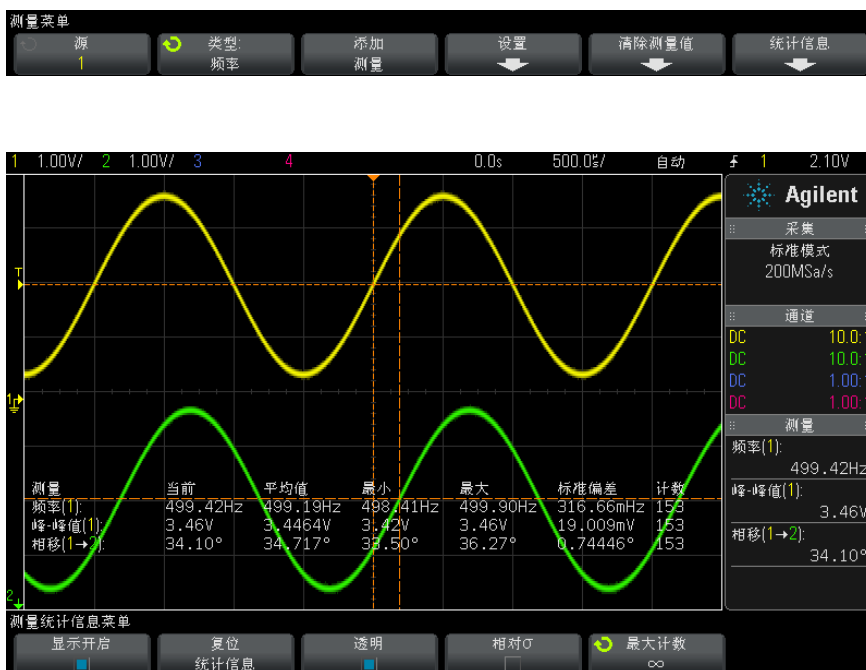 测量菜单
源 类型: 添加 设置 清除测量值 统计信息
1 频率 测量
1 1.00V/ 2 1.00V/ 3 4 0.0s 500.0µs/ 自动 1 2.10V
Agilent
采集
标准模式
200MSa/s
通道
DC 10.0:
DC 10.0:
DC 1.00:
DC 1.00:
测量
频率(1):
499.42Hz
峰-峰值(1):
3.46V
相移(1→2):
34.10°
T
1
2
测量 当前 平均值 最小 最大 标准偏差 计数
频率(1): 499.42Hz 499.19Hz 498.41Hz 499.90Hz 316.66mHz 153
峰-峰值(1): 3.46V 3.4464V 3.42V 3.46V 19.009mV 153
相移(1→2): 34.10° 34.717° 33.50° 36.27° 0.74446° 153
测量统计信息菜单
显示开启 复位 透明 相对σ 最大计数
统计信息 ∞